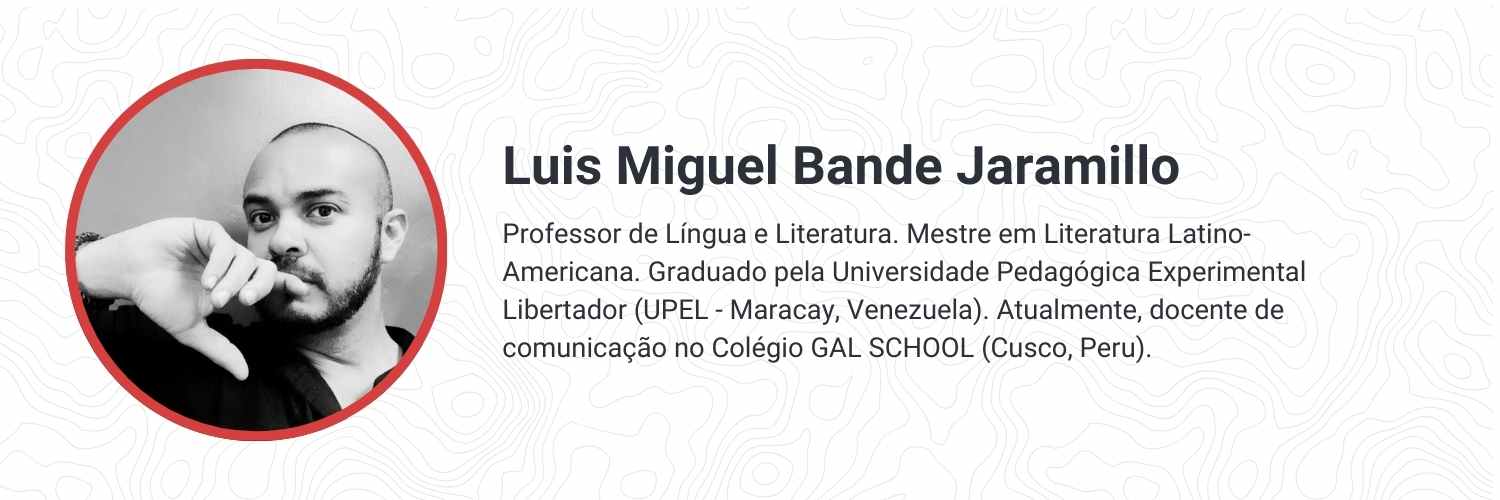 Luis Miguel Bande Jaramillo
Professor de Língua e Literatura. Mestre em Literatura Latino-
Americana. Graduado pela Universidade Pedagógica Experimental
Libertador (UPEL - Maracay, Venezuela). Atualmente, docente de
comunicação no Colégio GAL SCHOOL (Cusco, Peru).